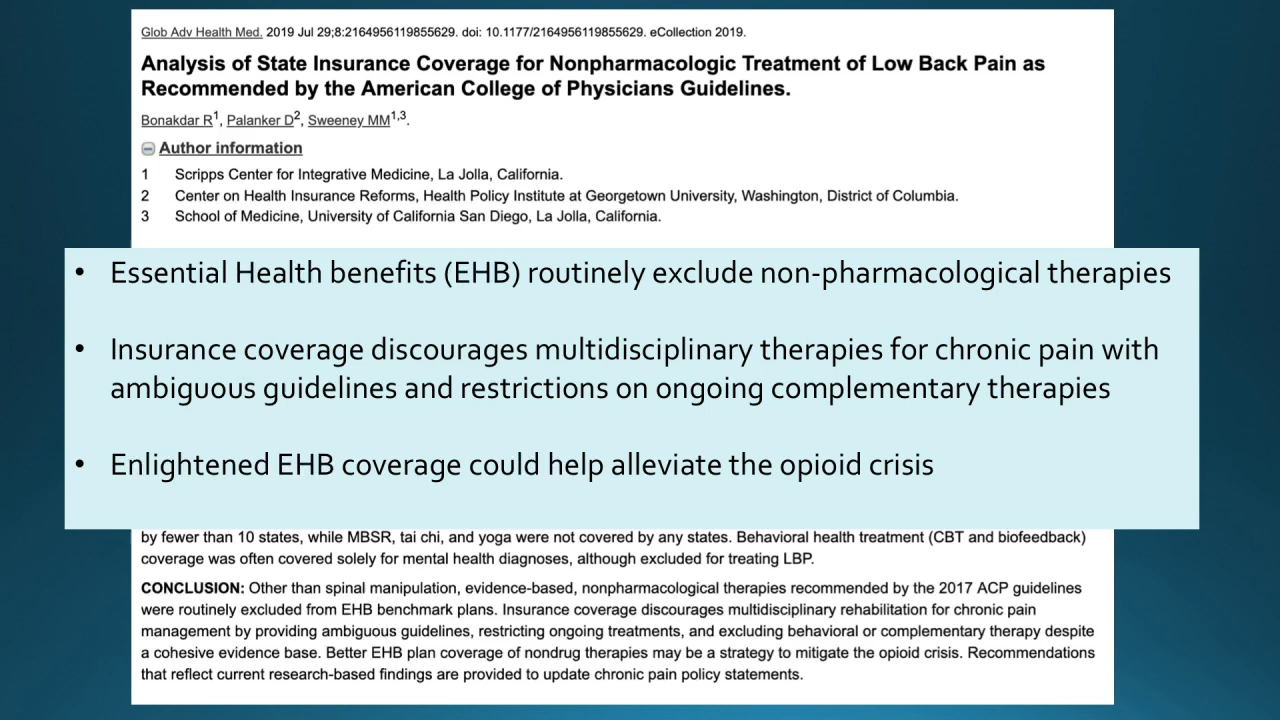 Glob Adv Health Med. 2019 Jul 29;8:2164956119855629. doi: 10.1177/2164956119855629. eCollection 2019.
Analysis of State Insurance Coverage for Nonpharmacologic Treatment of Low Back Pain as
Recommended by the American College of Physicians Guidelines.
Bonakdar R1, Palanker D2, Sweeney MM1,3.
Author information
1 Scripps Center for Integrative Medicine, La Jolla, California.
2 Center on Health Insurance Reforms, Health Policy Institute at Georgetown University, Washington, District of Columbia.
3 School of Medicine, University of California San Diego, La Jolla, California.
• Essential Health benefits (EHB) routinely exclude non-pharmacological therapies
• Insurance coverage discourages multidisciplinary therapies for chronic pain with
ambiguous guidelines and restrictions on ongoing complementary therapies
• Enlightened EHB coverage could help alleviate the opioid crisis
by fewer than 10 states, while MBSR, tai chi, and yoga were not covered by any states. Behavioral health treatment (CBT and biofeedback)
coverage was often covered solely for mental health diagnoses, although excluded for treating LBP.
CONCLUSION: Other than spinal manipulation, evidence-based, nonpharmacological therapies recommended by the 2017 ACP guidelines
were routinely excluded from EHB benchmark plans. Insurance coverage discourages multidisciplinary rehabilitation for chronic pain
management by providing ambiguous guidelines, restricting ongoing treatments, and excluding behavioral or complementary therapy despite
a cohesive evidence base. Better EHB plan coverage of nondrug therapies may be a strategy to mitigate the opioid crisis. Recommendations
that reflect current research-based findings are provided to update chronic pain policy statements.